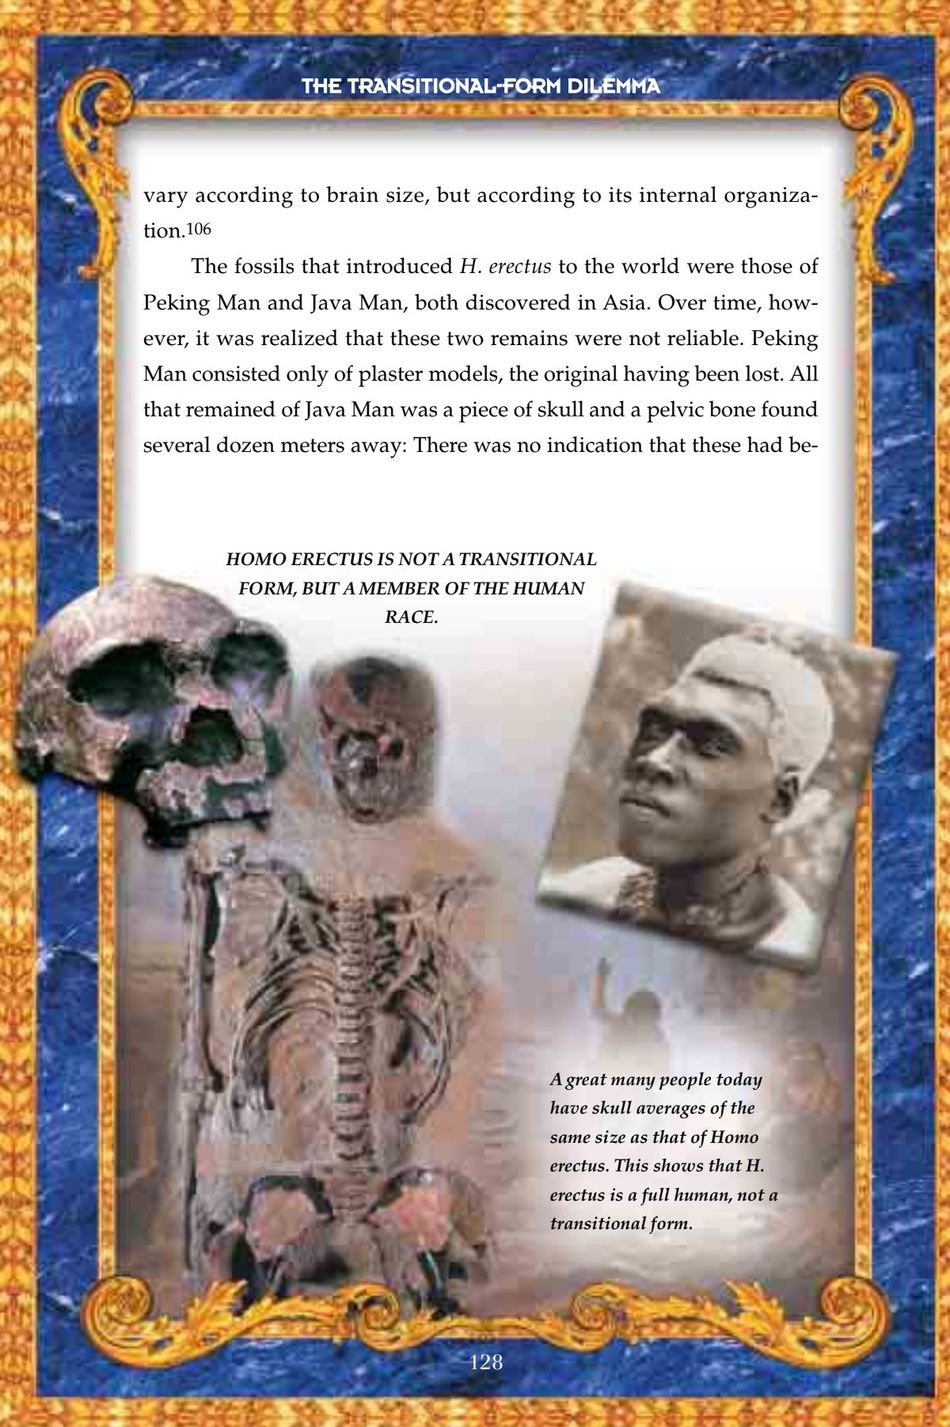 THE TRANSITIONAL-FORM DILEMMA
vary according to brain size, but according to its internal organiza-
tion.106
The fossils that introduced H. erectus to the world were those of
Peking Man and Java Man, both discovered in Asia. Over time, how-
ever, it was realized that these two remains were not reliable. Peking
Man consisted only of plaster models, the original having been lost. All
that remained of Java Man was a piece of skull and a pelvic bone found
several dozen meters away: There was no indication that these had be-
HOMO ERECTUS IS NOT A TRANSITIONAL
FORM, BUT A MEMBER OF THE HUMAN
RACE.
A great many people today
have skull averages of the
same size as that of Homo
erectus. This shows that H.
erectus is a full human, not a
transitional form.
128